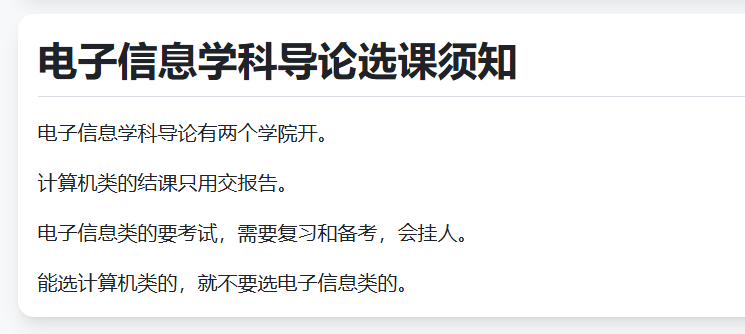 电子信息学科导论选课须知
电子信息学科导论有两个学院开。
计算机类的结课只用交报告。
电子信息类的要考试，需要复习和备考，会挂人。
能选计算机类的，就不要选电子信息类的。